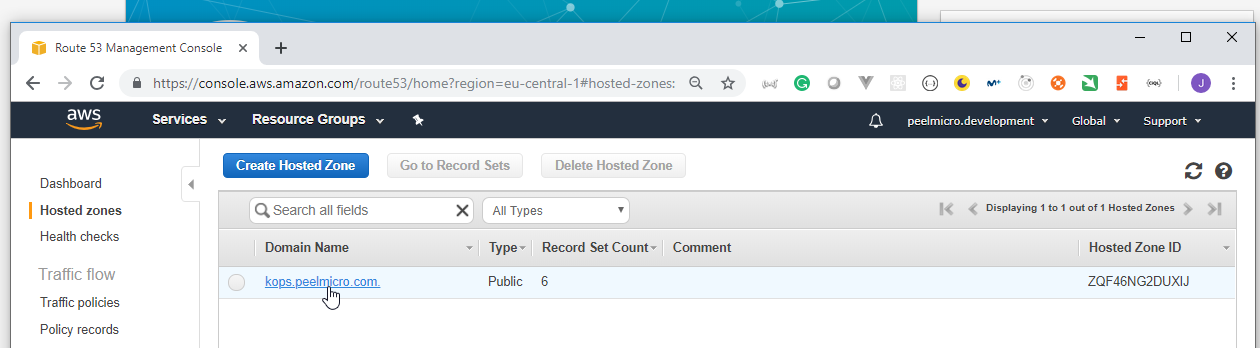 Route 53 Management Console
https://console.aws.amazon.com/route53/home?region=eu-central-1#hosted-zones:
J
aws
Services
Resource Groups
peelmicro.development
Global
Support
Create Hosted Zone
Go to Record Sets
Delete Hosted Zone
Dashboard
Hosted zones
Health checks
Traffic flow
Traffic policies
Policy records
Search all fields
All Types
Displaying 1 to 1 out of 1 Hosted Zones
Domain Name
Type
Record Set Count
Comment
Hosted Zone ID
kops.peelmicro.com.
Public
6
ZQF46NG2DUXIJ